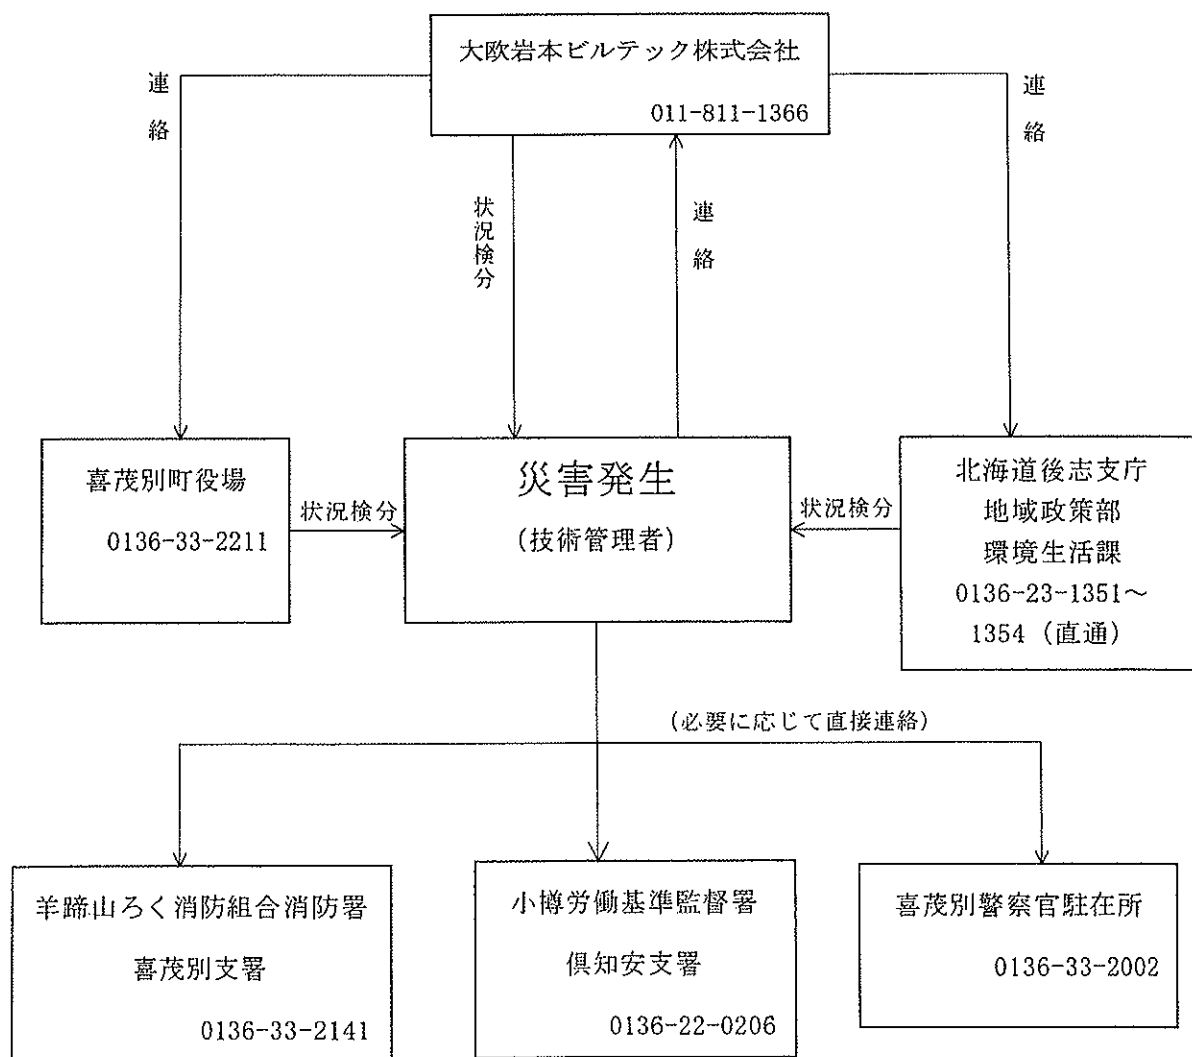 大欧岩本ビルテック株式会社
011-811-1366
連絡
連絡
状況検分
連絡
喜茂別町役場
0136-33-2211
状況検分
災害発生
(技術管理者)
状況検分
北海道後志支庁
地域政策部
環境生活課
0136-23-1351〜
1354（直通）
(必要に応じて直接連絡)
羊蹄山ろく消防組合消防署
喜茂別支署
0136-33-2141
小博労働基準監督署
倶知安支署
0136-22-0206
喜茂別警察官駐在所
0136-33-2002